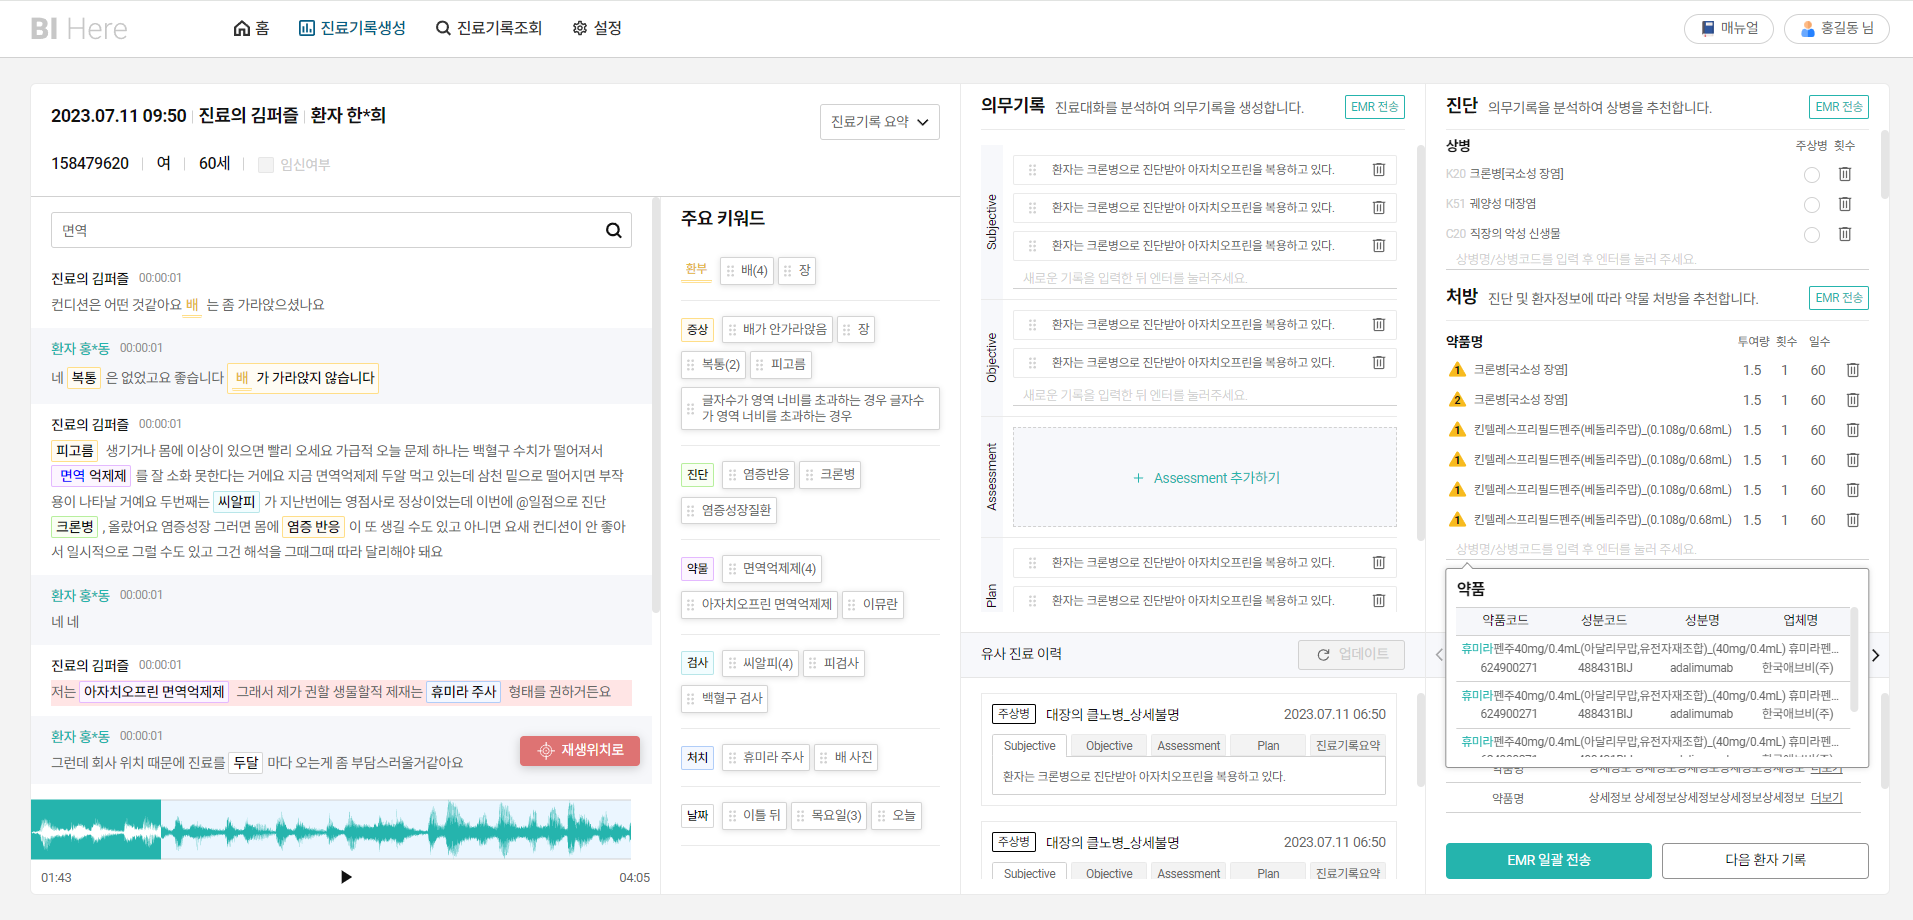 BI Here
홈
진료기록생성
진료기록조회
설정
매뉴얼
홍길동 님
2023.07.11 09:50 진료의 김퍼즐 환자 한*희
진료기록 요약
158479620 여 60세 임신여부
면역
진료의 김퍼즐 00:00:01
컨디션은 어떤 것같아요 배 는 좀 가라앉으셨나요
환자 홍*동 00:00:01
네 복통 은 없었고요 좋습니다 배 가 가라앉지 않습니다
진료의 김퍼즐 00:00:01
피고름 생기거나 몸에 이상이 있으면 빨리 오세요 가급적 오늘 문제 하나는 백혈구 수치가 떨어져서
면역 억제제 를 잘 소화 못한다는 거에요 지금 면역억제제 두알 먹고 있는데 삼천 밑으로 떨어지면 부작
용이 나타날 거예요 두번째는 씨알피 가 지난번에는 영점사로 정상이었는데 이번에 @일점으로 진단
크론병 , 올랐어요 염증성장 그러면 몸에 염증 반응 이 또 생길 수도 있고 아니면 요새 컨디션이 안 좋아
서 일시적으로 그럴 수도 있고 그건 해석을 그때그때 따라 달리해야 돼요
환자 홍*동 00:00:01
네 네
진료의 김퍼즐 00:00:01
저는 아자치오프린 면역억제제 그래서 제가 권할 생물할적 제재는 휴미라 주사 형태를 권하거든요
환자 홍*동 00:00:01
그런데 회사 위치 때문에 진료를 두달 마다 오는게 좀 부담스러울거같아요
재생위치로
01:43
04:05
주요 키워드
환부 배(4) 장
증상 배가 안가라앉음 장
복통(2) 피고름
글자수가 영역 너비를 초과하는 경우 글자수
가 영역 너비를 초과하는 경우
진단 염증반응 크론병
염증성장질환
약물 면역억제제(4)
아자치오프린 면역억제제 이뮤란
검사 씨알피(4) 피검사
백혈구 검사
처치 휴미라 주사 배 사진
날짜 이틀 뒤 목요일(3) 오늘
의무기록 진료대화를 분석하여 의무기록을 생성합니다. EMR 전송
Subjective
환자는 크론병으로 진단받아 아자치오프린을 복용하고 있다.
환자는 크론병으로 진단받아 아자치오프린을 복용하고 있다.
환자는 크론병으로 진단받아 아자치오프린을 복용하고 있다.
새로운 기록을 입력한 뒤 엔터를 눌러주세요.
Objective
환자는 크론병으로 진단받아 아자치오프린을 복용하고 있다.
환자는 크론병으로 진단받아 아자치오프린을 복용하고 있다.
새로운 기록을 입력한 뒤 엔터를 눌러주세요.
Assessment
+ Assessment 추가하기
Plan
환자는 크론병으로 진단받아 아자치오프린을 복용하고 있다.
환자는 크론병으로 진단받아 아자치오프린을 복용하고 있다.
유사 진료 이력
업데이트
주상병 대장의 클노병_상세불명 2023.07.11 06:50
Subjective Objective Assessment Plan 진료기록요약
환자는 크론병으로 진단받아 아자치오프린을 복용하고 있다.
주상병 대장의 클노병_상세불명 2023.07.11 06:50
Subjective Objective Assessment Plan 진료기록요약
진단 의무기록을 분석하여 상병을 추천합니다. EMR 전송
상병 주상병 횟수
K20 크론병[국소성 장염]
K51 궤양성 대장염
C20 직장의 악성 신생물
상병명/상병코드를 입력 후 엔터를 눌러 주세요.
처방 진단 및 환자정보에 따라 약물 처방을 추천합니다. EMR 전송
약품명 투여량 횟수 일수
1 크론병[국소성 장염] 1.5 1 60
2 크론병[국소성 장염] 1.5 1 60
1 킨텔레스프리필드펜주(베돌리주맙)_(0.108g/0.68mL) 1.5 1 60
1 킨텔레스프리필드펜주(베돌리주맙)_(0.108g/0.68mL) 1.5 1 60
1 킨텔레스프리필드펜주(베돌리주맙)_(0.108g/0.68mL) 1.5 1 60
1 킨텔레스프리필드펜주(베돌리주맙)_(0.108g/0.68mL) 1.5 1 60
상병명/상병코드를 입력 후 엔터를 눌러 주세요.
약품
약품코드 성분코드 성분명 업체명
휴미라펜주40mg/0.4mL(아달리무맙,유전자재조합)_(40mg/0.4mL) 휴미라펜...
624900271 488431BIJ adalimumab 한국애브비(주)
휴미라펜주40mg/0.4mL(아달리무맙,유전자재조합)_(40mg/0.4mL) 휴미라펜...
624900271 488431BIJ adalimumab 한국애브비(주)
휴미라펜주40mg/0.4mL(아달리무맙,유전자재조합)_(40mg/0.4mL) 휴미라펜...
약품명 상세정보 상세정보상세정보상세정보상세정보 더보기
EMR 일괄 전송
다음 환자 기록